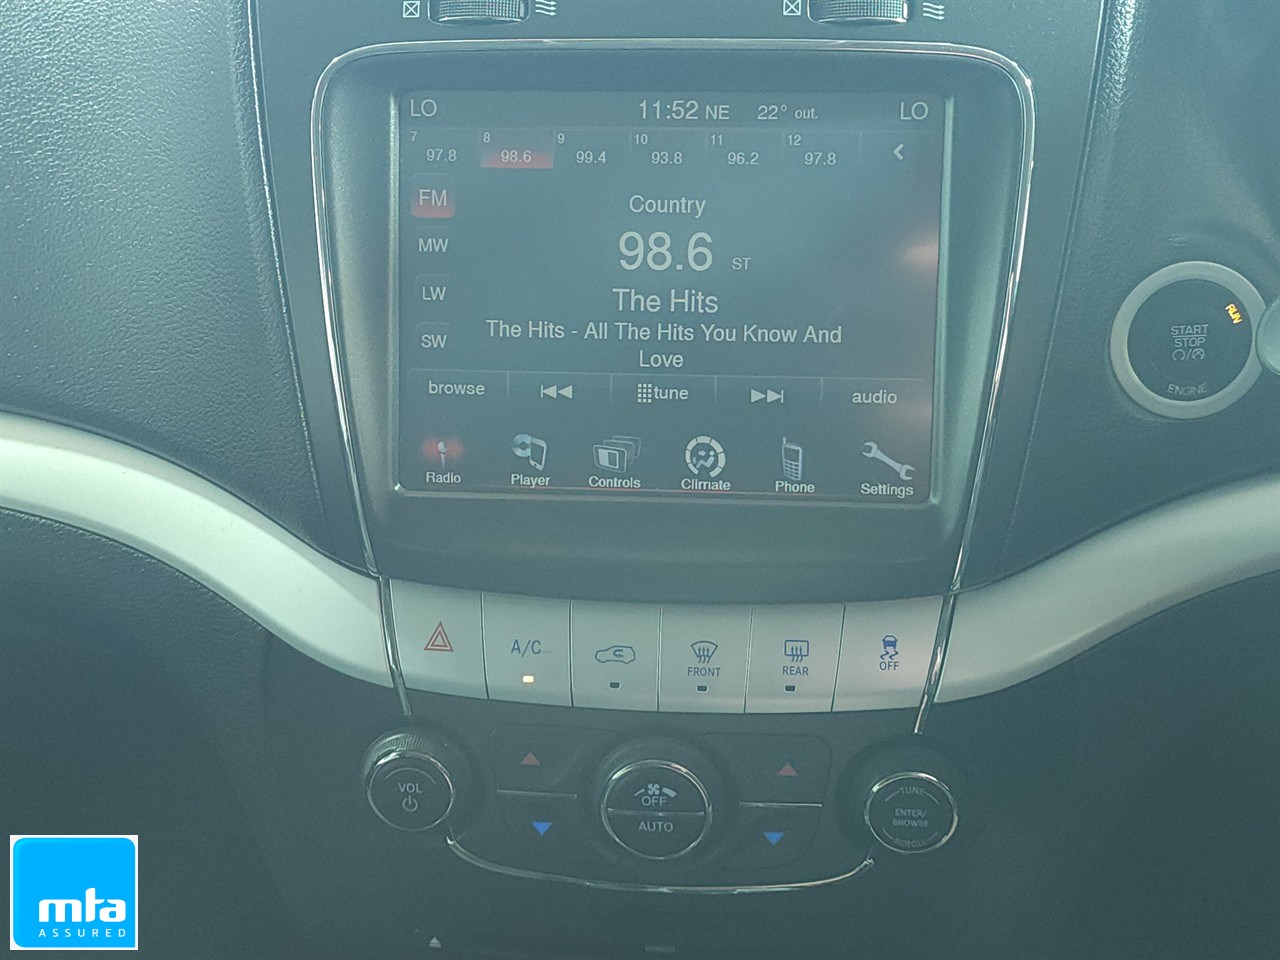 LO 11:52 NE 22° out. LO
7 8 9 10 11 12
97.8 98.6 99.4 93.8 96.2 97.8
FM
Country
MW
98.6 ST
LW
The Hits
The Hits - All The Hits You Know And
SW
Love
browse tune audio
Radio Player Controls Climate Phone Settings
RUN
START
STOP
ENGINE
A/C
FRONT
REAR
OFF
VOL
OFF
AUTO
TUNE
ENTER/
BROWSE
SCROLL
mta
ASSURED